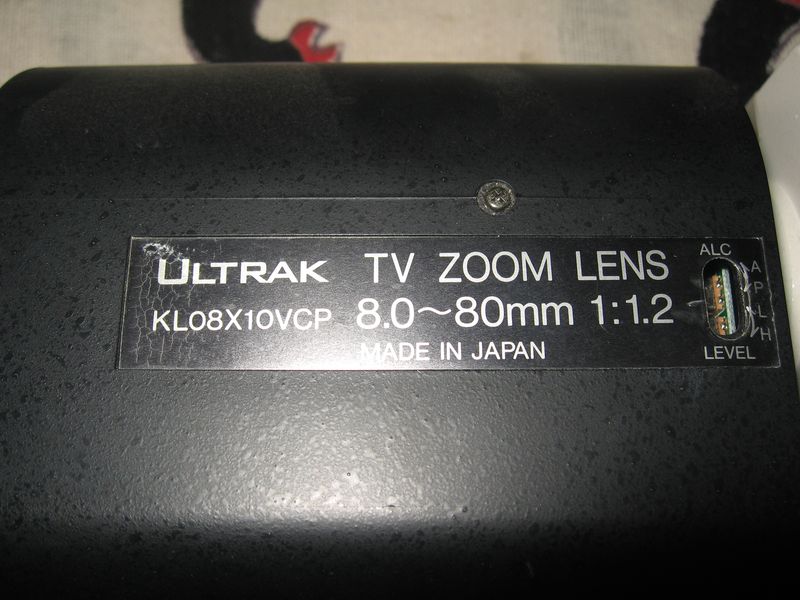 ULTRAK TV ZOOM LENS
KL08X10VCP 8.0~80mm 1:1.2
MADE IN JAPAN
ALC
A
P
L
H
LEVEL